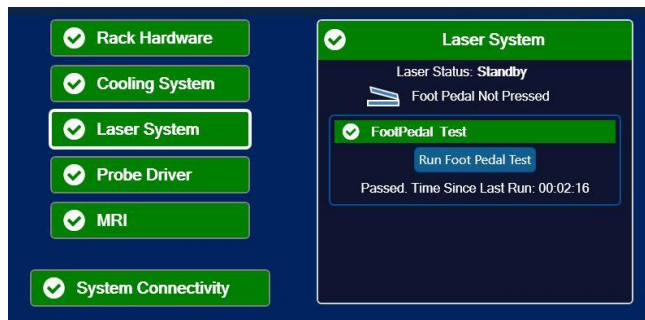 Rack Hardware
Cooling System
Laser System
Probe Driver
MRI
System Connectivity
Laser System
Laser Status: Standby
Foot Pedal Not Pressed
FootPedal Test
Run Foot Pedal Test
Passed. Time Since Last Run: 00:02:16